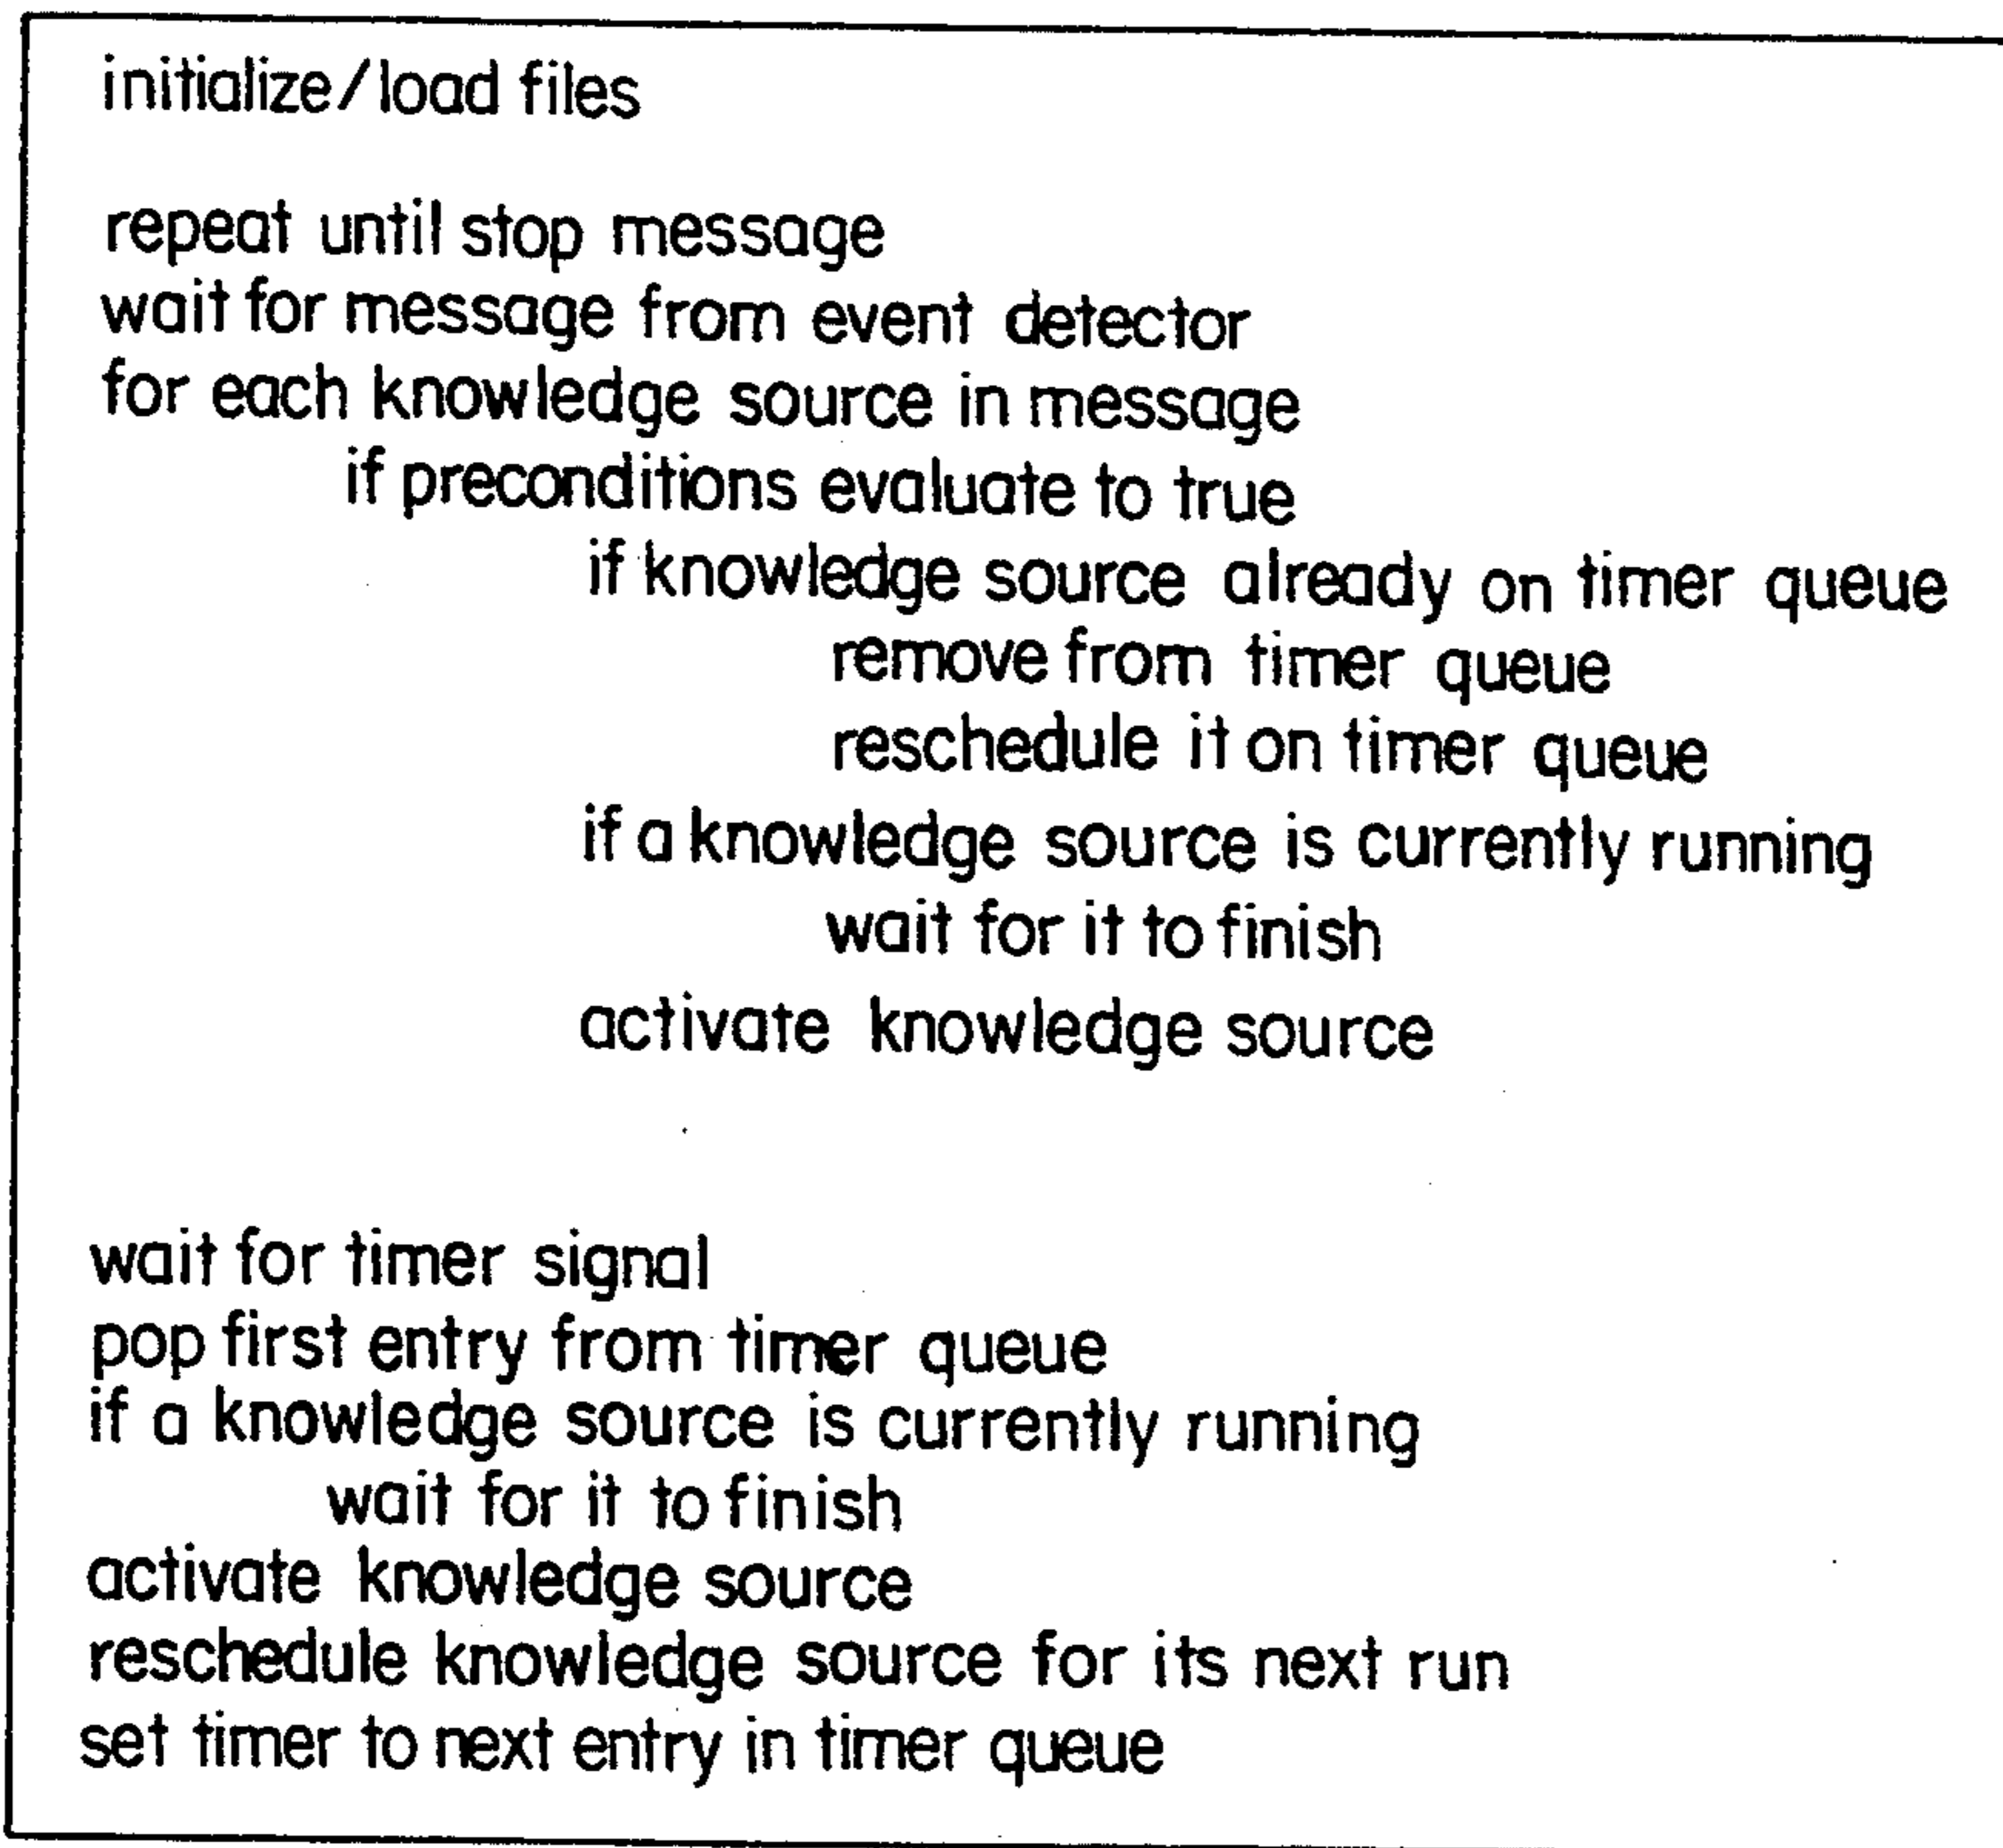 initialize/load files
repeat until stop message
wait for message from event detector
for each knowledge source in message
if preconditions evaluate to true
if knowledge source already on timer queue
remove from timer queue
reschedule it on timer queue
if a knowledge source is currently running
wait for it to finish
activate knowledge source
wait for timer signal
pop first entry from timer queue
if a knowledge source is currently running
wait for it to finish
activate knowledge source
reschedule knowledge source for its next run
set timer to next entry in timer queue